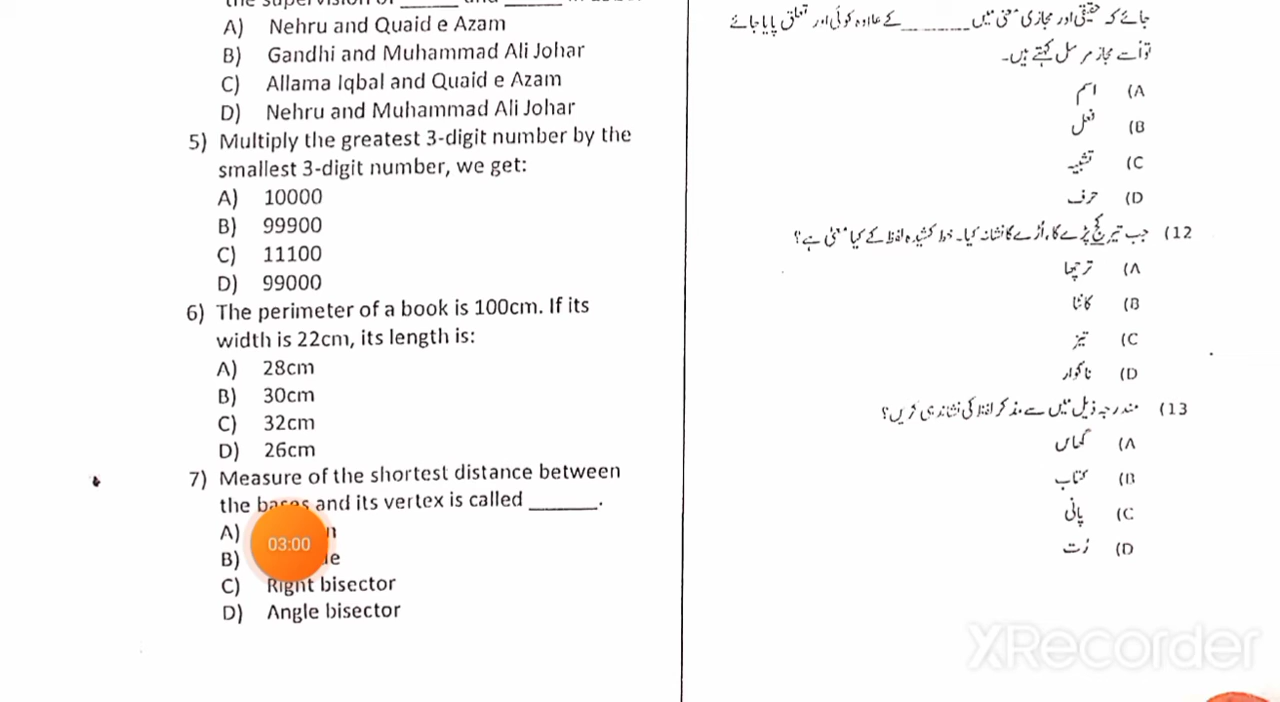 A) Nehru and Quaid e Azam
B) Gandhi and Muhammad Ali Johar
C) Allama Iqbal and Quaid e Azam
D) Nehru and Muhammad Ali Johar
5) Multiply the greatest 3-digit number by the
smallest 3-digit number, we get:
A) 10000
B) 99900
C) 11100
D) 99000
6) The perimeter of a book is 100cm. If its
width is 22cm, its length is:
A) 28cm
B) 30cm
C) 32cm
D) 26cm
7) Measure of the shortest distance between
the bases and its vertex is called ______.
A)
B)
C) Right bisector
D) Angle bisector
03:00
جائے کہ حقیقی اور مجازی معنی میں ________ کے علاوہ کوئی اور تعلق پایا جائے
تو اُسے مجاز مرسل کہتے ہیں۔
A) اسم
B) فعل
C) تشبیہ
D) حرف
12) جب تیر کج پڑے گا، اُڑے گا نشانہ کیا۔ خط کشیدہ لفظ کے کیا معنی ہے؟
A) ترچھا
B) کانٹا
C) تیز
D) ناگوار
13) مندرجہ ذیل میں سے مذکر لفظ کی نشاندہی کریں؟
A) گھاس
B) کتاب
C) پانی
D) رُت
XRecorder